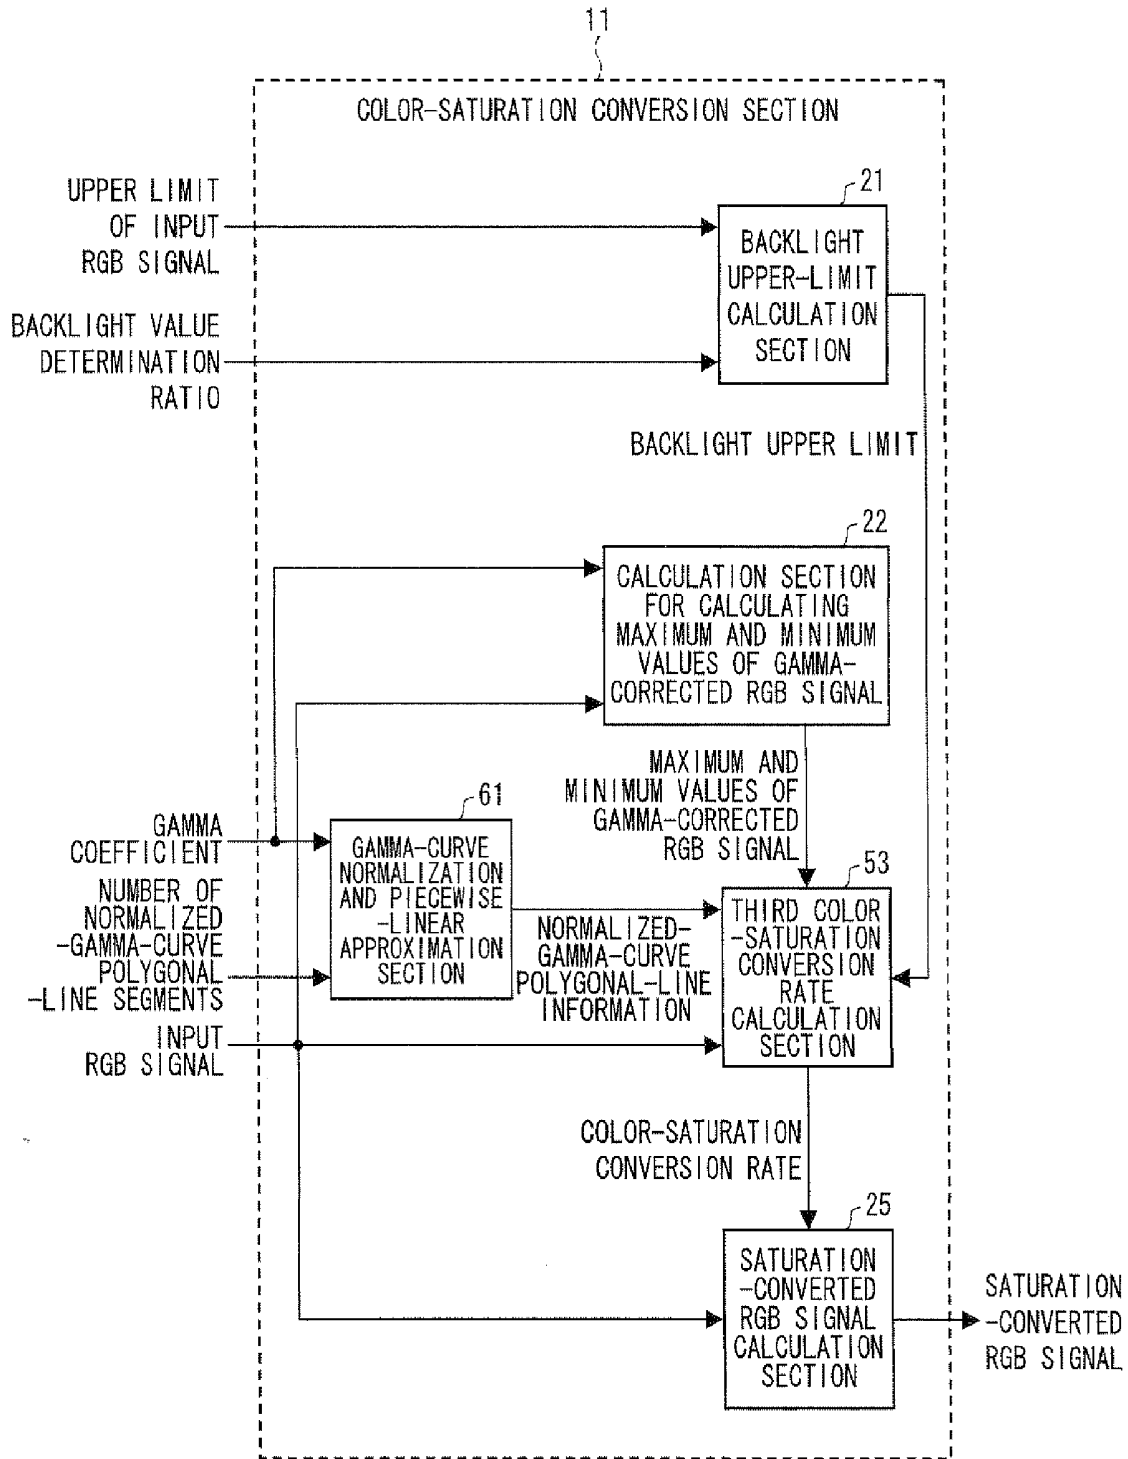 11
COLOR-SATURATION CONVERSION SECTION
UPPER LIMIT
OF INPUT
RGB SIGNAL
21
BACKLIGHT
UPPER-LIMIT
CALCULATION
SECTION
BACKLIGHT VALUE
DETERMINATION
RATIO
BACKLIGHT UPPER LIMIT
22
CALCULATION SECTION
FOR CALCULATING
MAXIMUM AND MINIMUM
VALUES OF GAMMA-
CORRECTED RGB SIGNAL
MAXIMUM AND
MINIMUM VALUES OF
GAMMA-CORRECTED
RGB SIGNAL
GAMMA
COEFFICIENT
NUMBER OF
NORMALIZED
-GAMMA-CURVE
POLYGONAL
-LINE SEGMENTS
INPUT
RGB SIGNAL
61
GAMMA-CURVE
NORMALIZATION
AND PIECEWISE
-LINEAR
APPROXIMATION
SECTION
NORMALIZED-
GAMMA-CURVE
POLYGONAL-LINE
INFORMATION
53
THIRD COLOR
-SATURATION
CONVERSION
RATE
CALCULATION
SECTION
COLOR-SATURATION
CONVERSION RATE
25
SATURATION
-CONVERTED
RGB SIGNAL
CALCULATION
SECTION
SATURATION
-CONVERTED
RGB SIGNAL